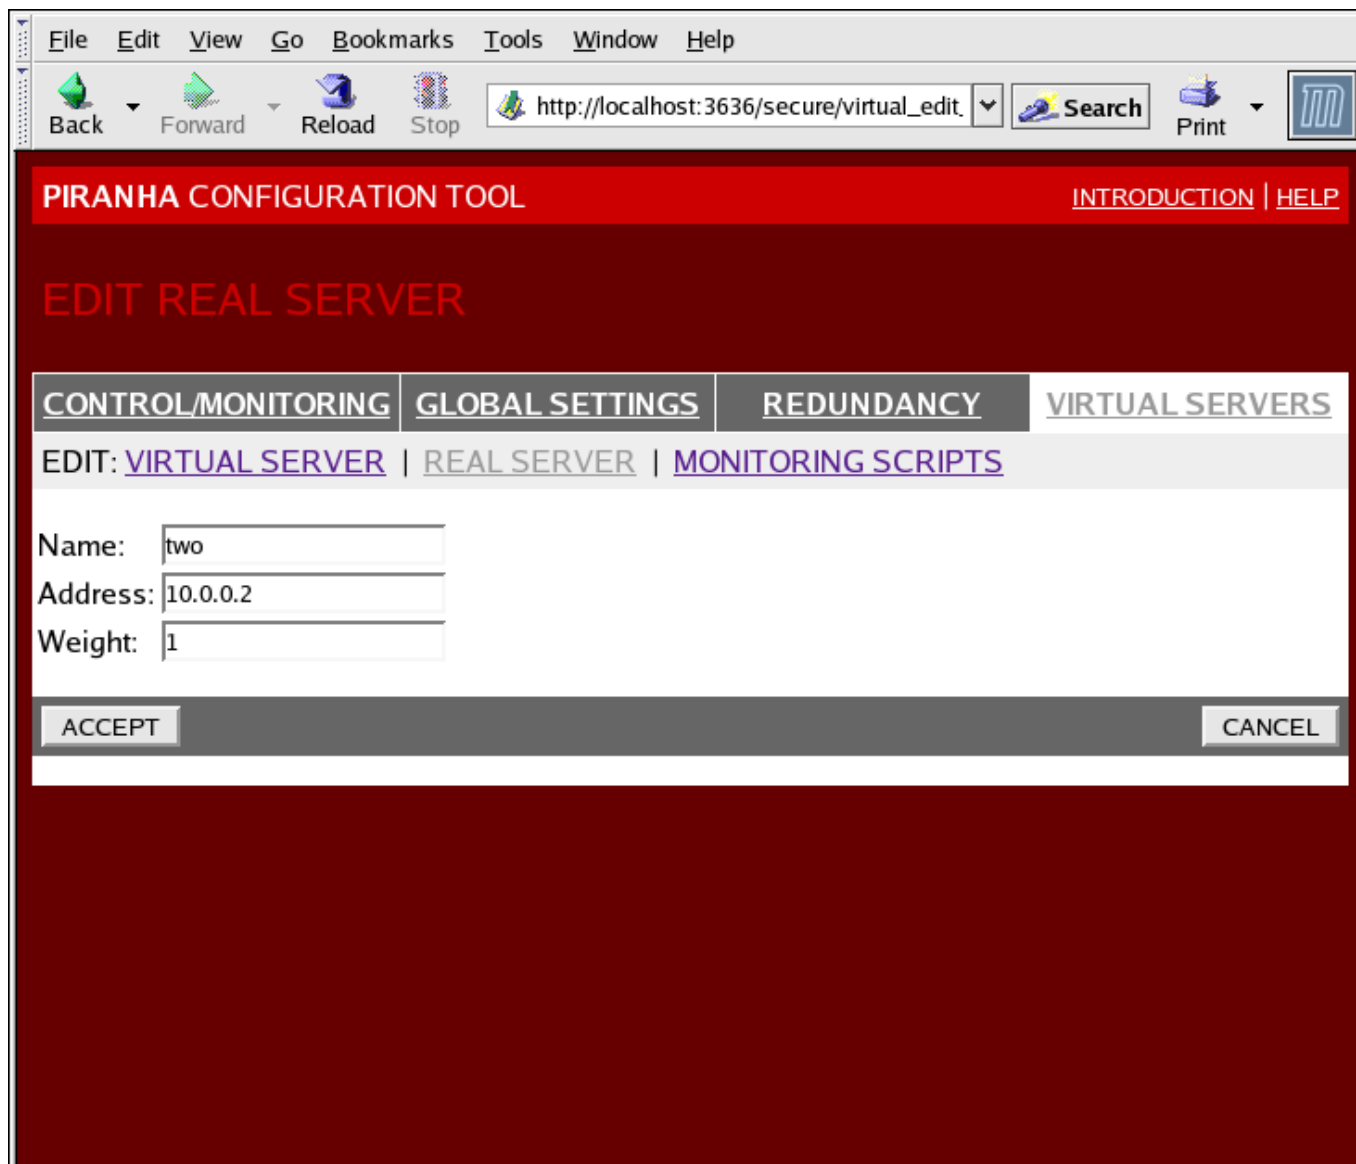 File Edit View Go Bookmarks Tools Window Help
Back Forward Reload Stop http://localhost:3636/secure/virtual_edit_ Search Print
PIRANHA CONFIGURATION TOOL INTRODUCTION | HELP
EDIT REAL SERVER
CONTROL/MONITORING GLOBAL SETTINGS REDUNDANCY VIRTUAL SERVERS
EDIT: VIRTUAL SERVER | REAL SERVER | MONITORING SCRIPTS
Name: two
Address: 10.0.0.2
Weight: 1
ACCEPT CANCEL